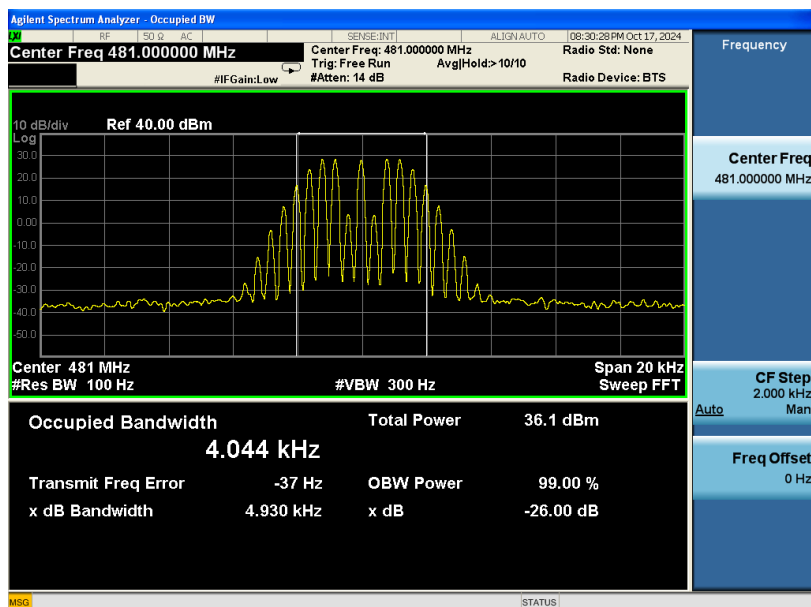 Agilent Spectrum Analyzer - Occupied BW
LXI RF 50 Ω AC SENSE:INT ALIGN AUTO 08:30:28 PM Oct 17, 2024
Center Freq 481.000000 MHz
Center Freq: 481.000000 MHz Radio Std: None
Trig: Free Run Avg|Hold:> 10/10
#IFGain:Low #Atten: 14 dB Radio Device: BTS
10 dB/div Ref 40.00 dBm
Log
30.0
20.0
10.0
0.00
-10.0
-20.0
-30.0
-40.0
-50.0
Center 481 MHz Span 20 kHz
#Res BW 100 Hz #VBW 300 Hz Sweep FFT
Occupied Bandwidth Total Power 36.1 dBm
4.044 kHz
Transmit Freq Error -37 Hz OBW Power 99.00 %
x dB Bandwidth 4.930 kHz x dB -26.00 dB
Frequency
Center Freq
481.000000 MHz
CF Step
2.000 kHz
Auto Man
Freq Offset
0 Hz
MSG STATUS